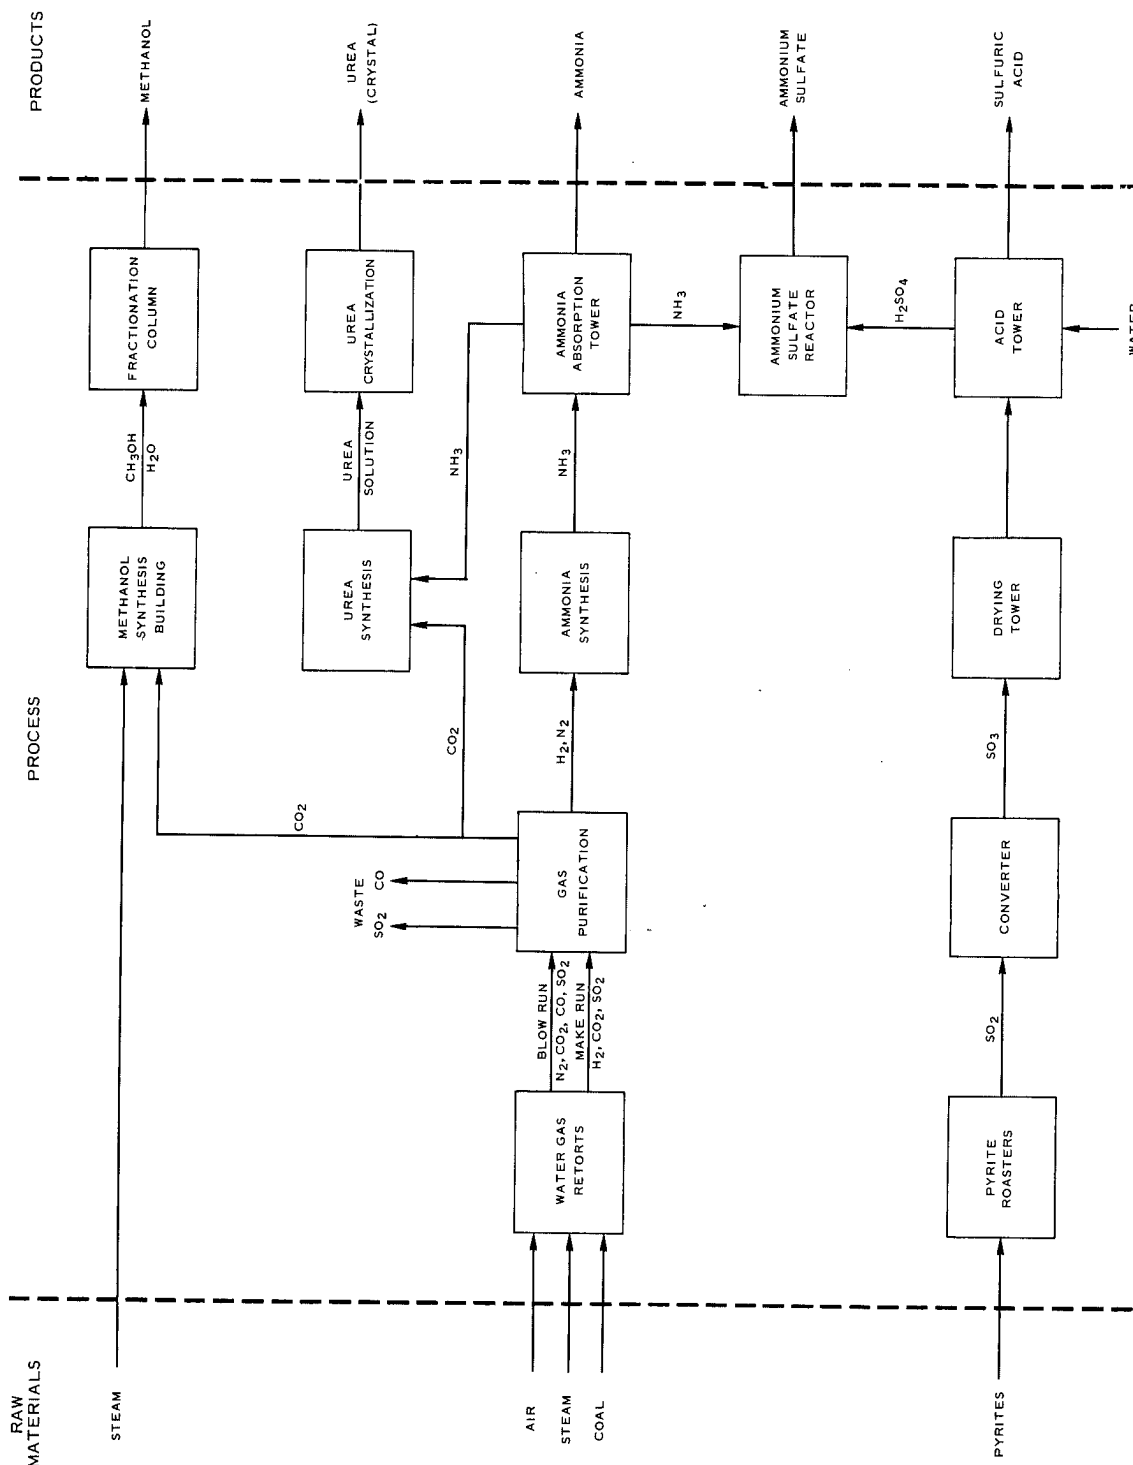 RAW
MATERIALS
PROCESS
PRODUCTS
STEAM
METHANOL
SYNTHESIS
BUILDING
CH3OH
H2O
FRACTIONATION
COLUMN
METHANOL
CO2
UREA
SYNTHESIS
UREA
SOLUTION
UREA
CRYSTALLIZATION
UREA
(CRYSTAL)
WASTE
SO2
CO
CO2
NH3
AIR
STEAM
COAL
WATER GAS
RETORTS
BLOW RUN
N2, CO2, CO, SO2
MAKE RUN
H2, CO2, SO2
GAS
PURIFICATION
H2, N2
AMMONIA
SYNTHESIS
NH3
AMMONIA
ABSORPTION
TOWER
AMMONIA
NH3
AMMONIUM
SULFATE
REACTOR
AMMONIUM
SULFATE
H2SO4
PYRITES
PYRITE
ROASTERS
SO2
CONVERTER
SO3
DRYING
TOWER
ACID
TOWER
SULFURIC
ACID
WATER